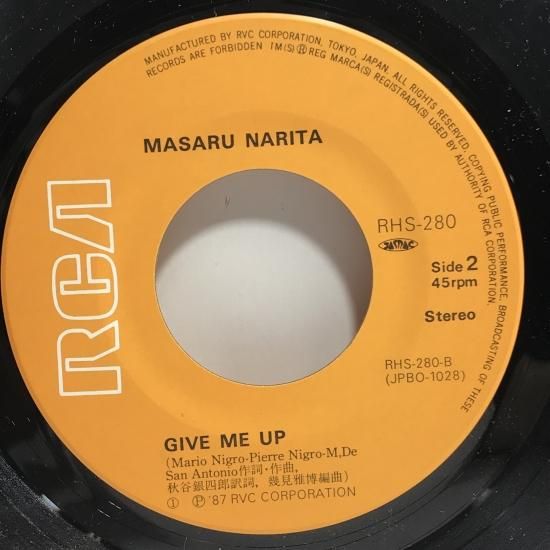 MANUFACTURED BY RVC CORPORATION, TOKYO, JAPAN. ALL RIGHTS RESERVED, COPYING PUBLIC PERFORMANCE, BROADCASTING OF THESE
RECORDS ARE FORBIDDEN TM(S)®REG MARCA(S) REGISTRADA(S) USED BY AUTHORITY OF RCA CORPORATION.
MASARU NARITA
RCA
RHS-280
JASRAC
Side 2
45rpm
Stereo
RHS-280-B
(JPBO-1028)
GIVE ME UP
(Mario Nigro-Pierre Nigro-M,De
San Antonio作詞・作曲,
秋谷銀四郎訳詞, 幾見雅博編曲)
① Ⓟ '87 RVC CORPORATION